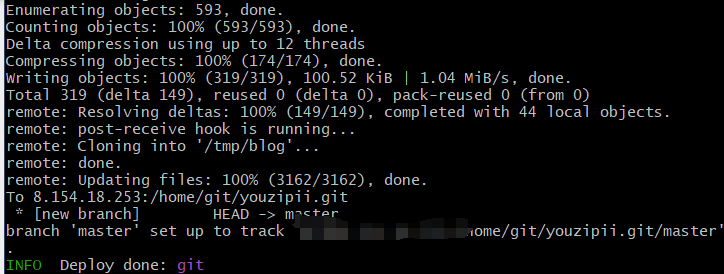 Enumerating objects: 593, done.
Counting objects: 100% (593/593), done.
Delta compression using up to 12 threads
Compressing objects: 100% (174/174), done.
Writing objects: 100% (319/319), 100.52 KiB | 1.04 MiB/s, done.
Total 319 (delta 149), reused 0 (delta 0), pack-reused 0 (from 0)
remote: Resolving deltas: 100% (149/149), completed with 44 local objects.
remote: post-receive hook is running...
remote: Cloning into '/tmp/blog'...
remote: done.
remote: Updating files: 100% (3162/3162), done.
To 8.154.18.253:/home/git/youzipii.git
 * [new branch]      HEAD -> master
branch 'master' set up to track home/git/youzipii.git/master'
.
INFO  Deploy done: git